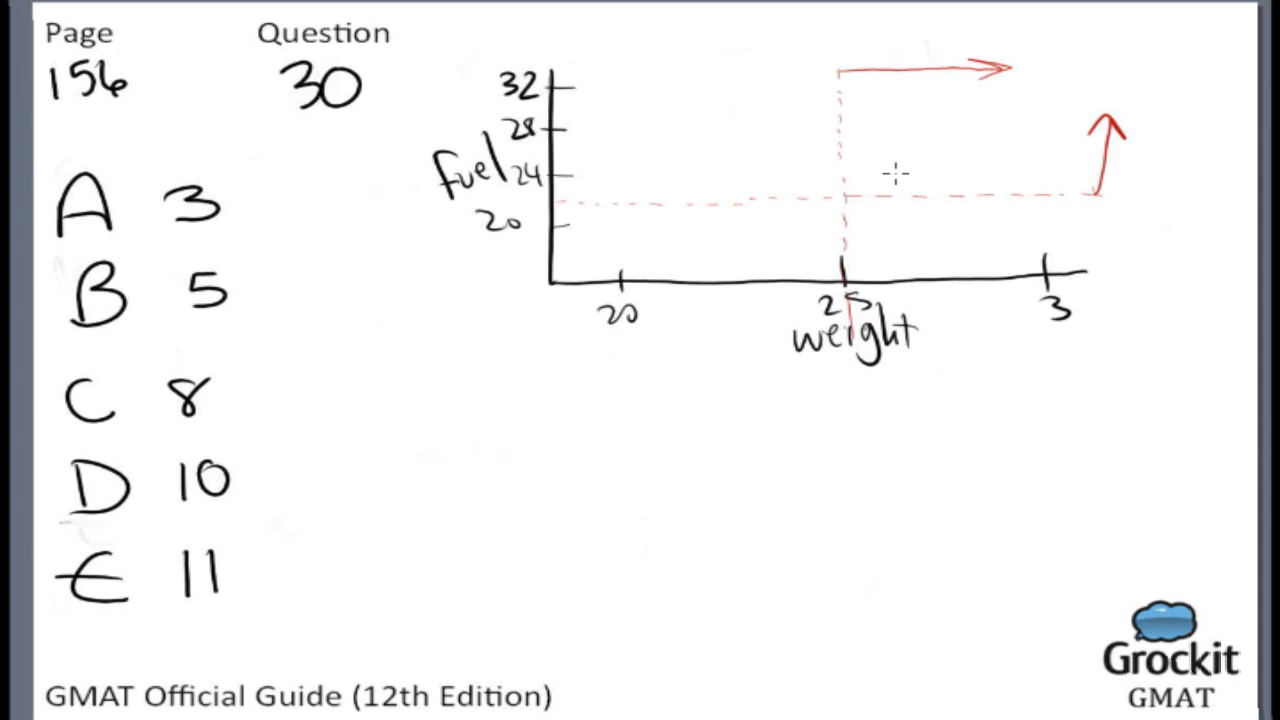 Page Question
156 30
32
28
Fuel 24
20
20 25 3
weight
A 3
B 5
C 8
D 10
E 11
GMAT Official Guide (12th Edition)
Grockit
GMAT